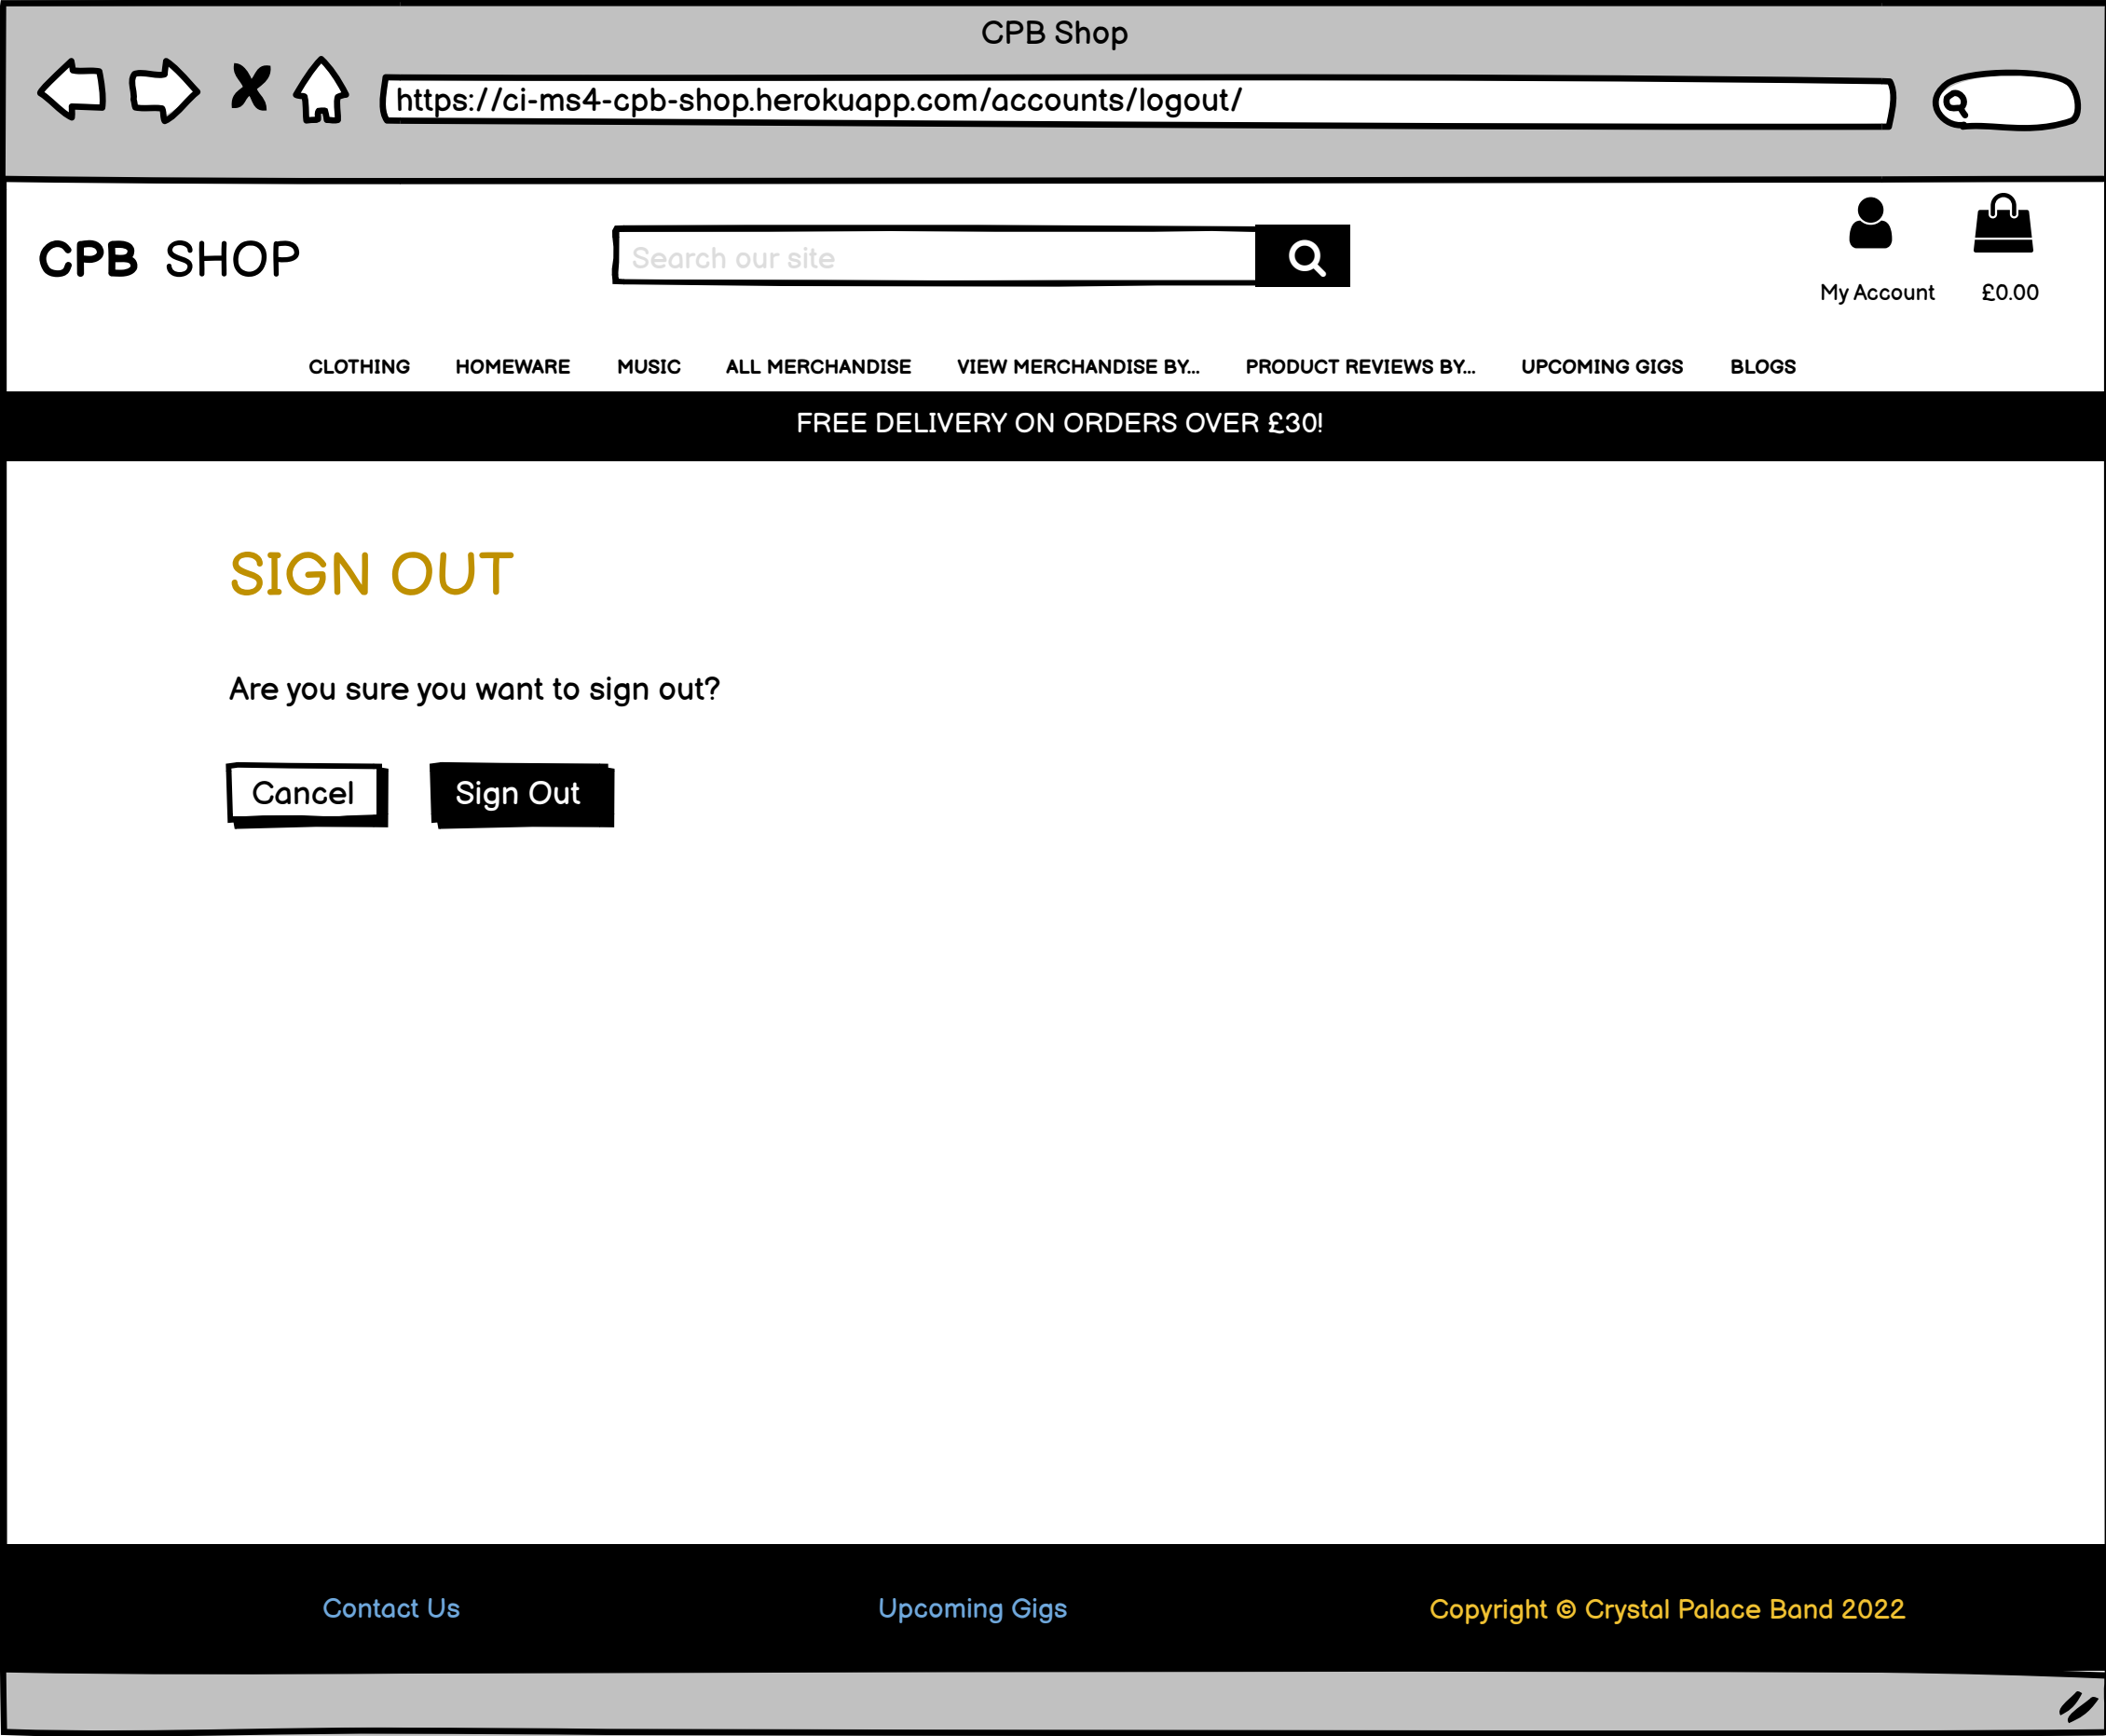 CPB Shop
https://ci-ms4-cpb-shop.herokuapp.com/accounts/logout/
CPB SHOP
Search our site
My Account £0.00
CLOTHING HOMEWARE MUSIC ALL MERCHANDISE VIEW MERCHANDISE BY... PRODUCT REVIEWS BY... UPCOMING GIGS BLOGS
FREE DELIVERY ON ORDERS OVER £30!
SIGN OUT
Are you sure you want to sign out?
Cancel Sign Out
Contact Us Upcoming Gigs Copyright © Crystal Palace Band 2022